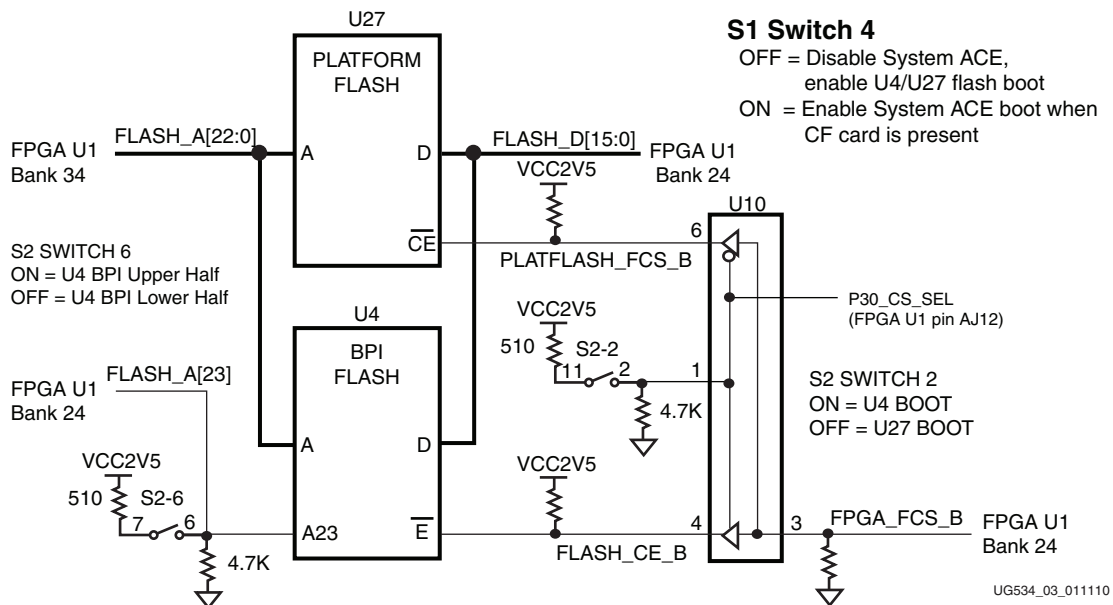 U27
PLATFORM
FLASH
A
D
CE
S1 Switch 4
OFF = Disable System ACE,
enable U4/U27 flash boot
ON = Enable System ACE boot when
CF card is present
FPGA U1
Bank 34
FLASH_A[22:0]
FLASH_D[15:0]
FPGA U1
Bank 24
VCC2V5
U10
6
PLATFLASH_FCS_B
S2 SWITCH 6
ON = U4 BPI Upper Half
OFF = U4 BPI Lower Half
P30_CS_SEL
(FPGA U1 pin AJ12)
U4
BPI
FLASH
A
D
A23
E
VCC2V5
510
S2-2
11
2
1
4.7K
FPGA U1
Bank 24
FLASH_A[23]
S2 SWITCH 2
ON = U4 BOOT
OFF = U27 BOOT
VCC2V5
510
S2-6
7
6
4.7K
VCC2V5
4
FLASH_CE_B
3
FPGA_FCS_B
FPGA U1
Bank 24
UG534_03_011110